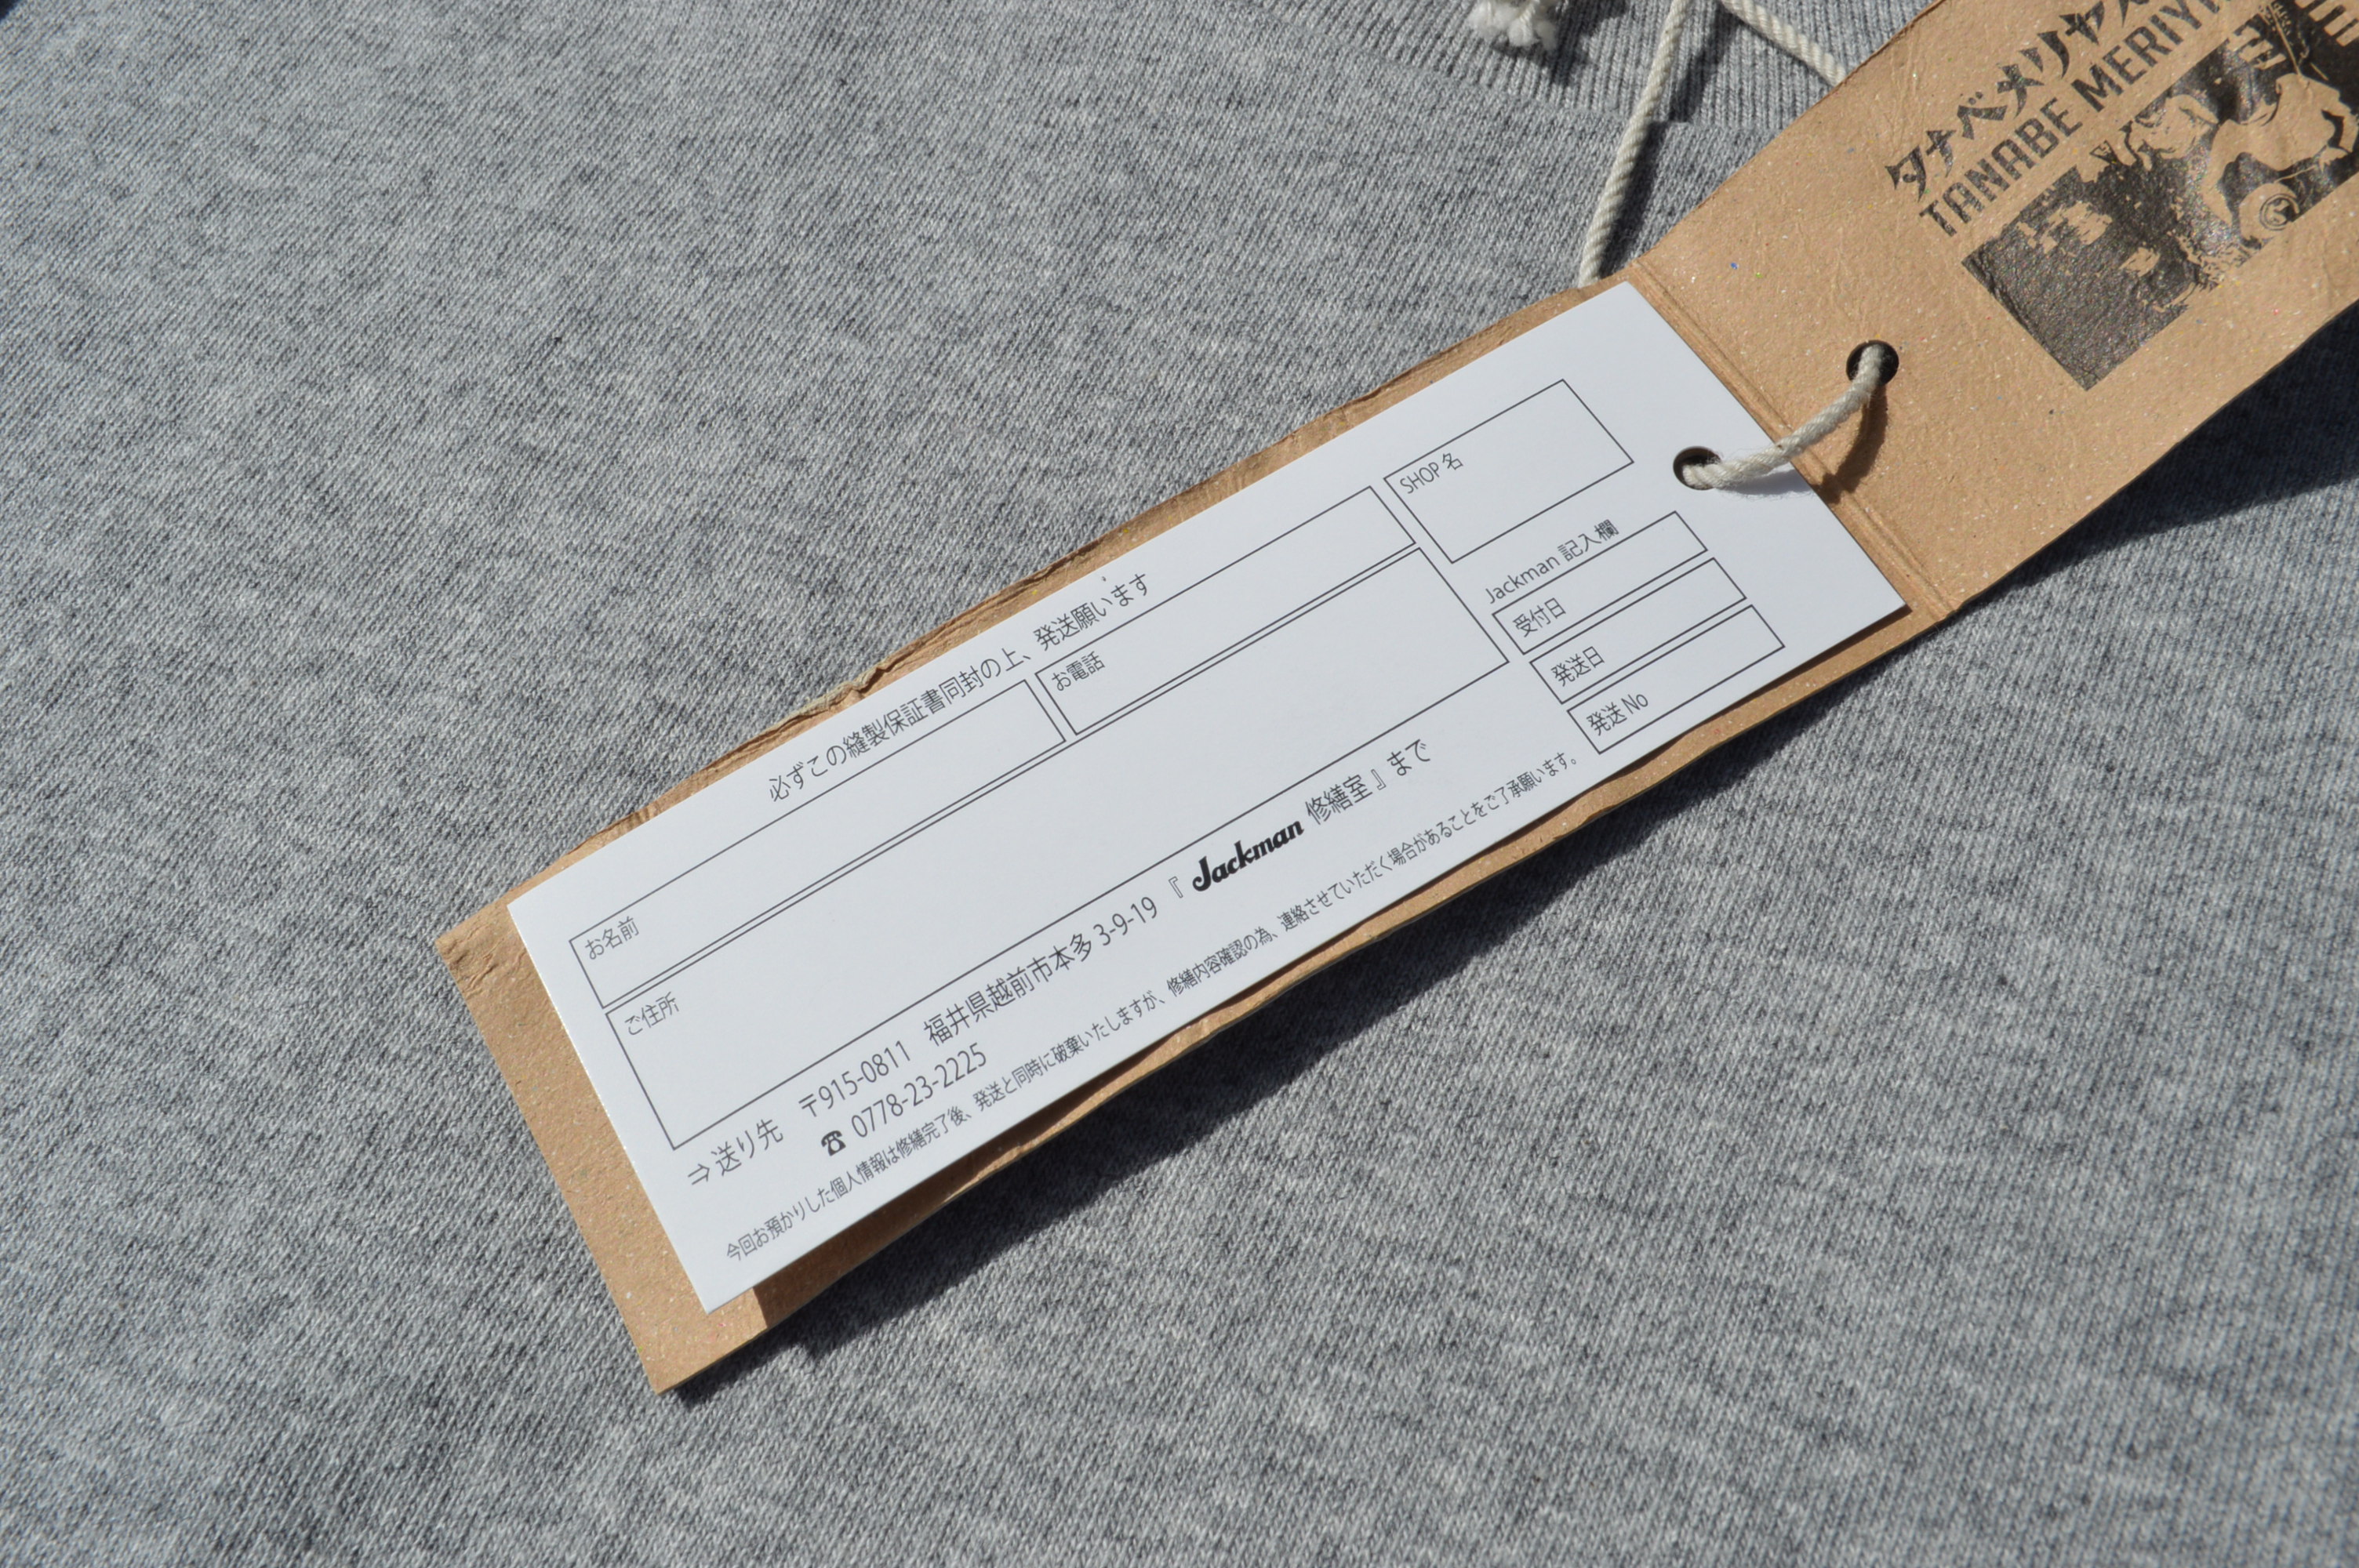 必ずこの縫製保証書同封の上、発送願います
お名前
お電話
ご住所
SHOP 名
Jackman 記入欄
受付日
発送日
発送 No
⇒送り先 〒915-0811 福井県越前市本多 3-9-19 『 Jackman 修繕室 』まで
☎ 0778-23-2225
今回お預かりした個人情報は修繕完了後、発送と同時に破棄いたしますが、修繕内容確認の為、連絡させていただく場合があることをご了承願います。
タナベメリヤス
TANABE